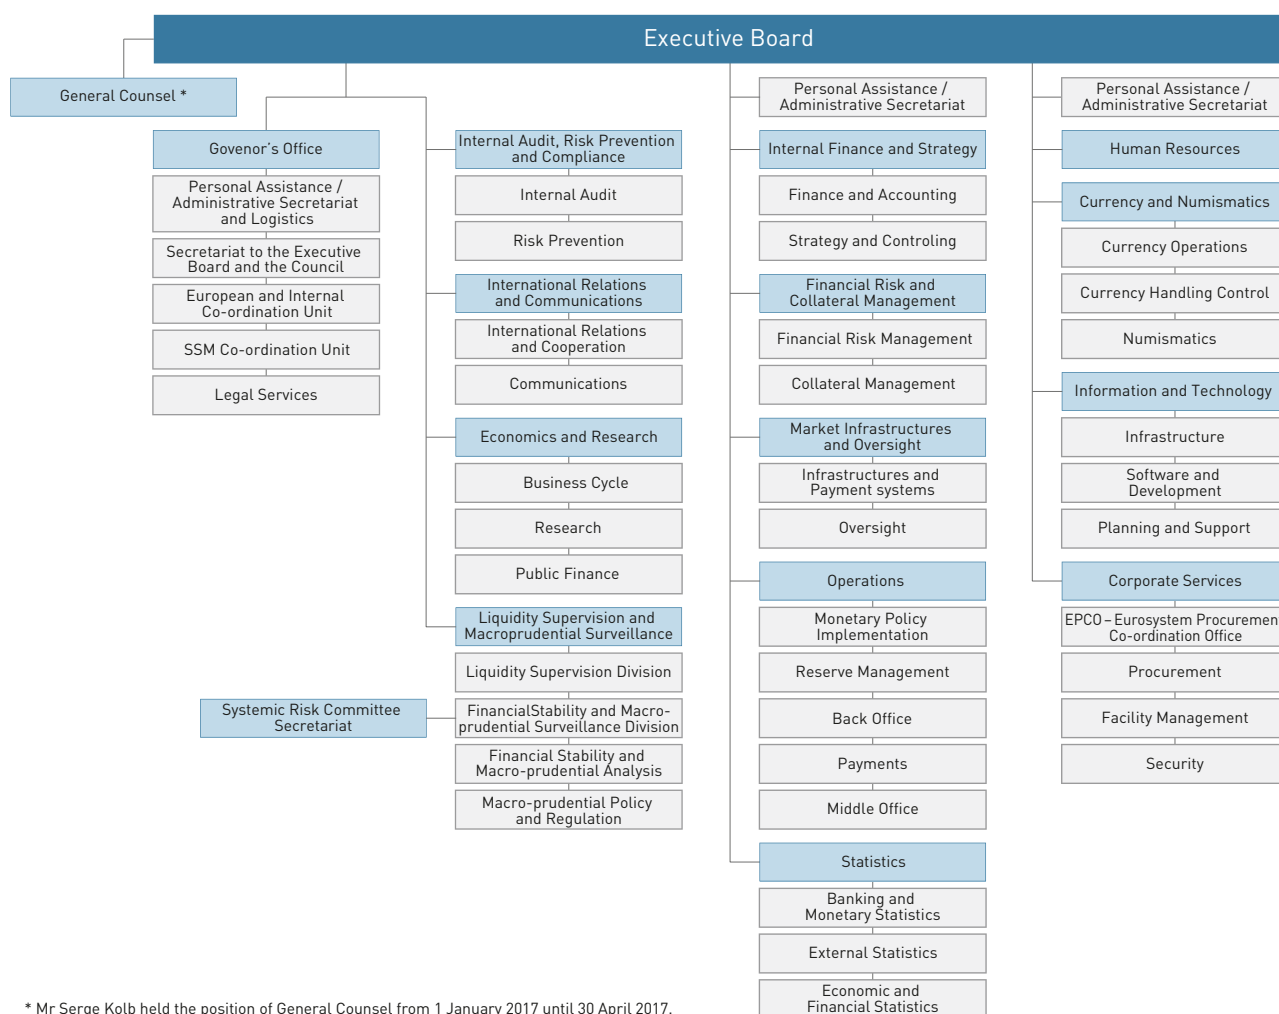 Executive Board
General Counsel *
Govenor's Office
Personal Assistance /
Administrative Secretariat
and Logistics
Secretariat to the Executive
Board and the Council
European and Internal
Co-ordination Unit
SSM Co-ordination Unit
Legal Services
Internal Audit, Risk Prevention
and Compliance
Internal Audit
Risk Prevention
International Relations
and Communications
International Relations
and Cooperation
Communications
Economics and Research
Business Cycle
Research
Public Finance
Liquidity Supervision and
Macroprudential Surveillance
Liquidity Supervision Division
Systemic Risk Committee
Secretariat
FinancialStability and Macro-
prudential Surveillance Division
Financial Stability and
Macro-prudential Analysis
Macro-prudential Policy
and Regulation
Personal Assistance /
Administrative Secretariat
Internal Finance and Strategy
Finance and Accounting
Strategy and Controling
Financial Risk and
Collateral Management
Financial Risk Management
Collateral Management
Market Infrastructures
and Oversight
Infrastructures and
Payment systems
Oversight
Operations
Monetary Policy
Implementation
Reserve Management
Back Office
Payments
Middle Office
Statistics
Banking and
Monetary Statistics
External Statistics
Economic and
Financial Statistics
Personal Assistance /
Administrative Secretariat
Human Resources
Currency and Numismatics
Currency Operations
Currency Handling Control
Numismatics
Information and Technology
Infrastructure
Software and
Development
Planning and Support
Corporate Services
EPCO – Eurosystem Procuremen
Co-ordination Office
Procurement
Facility Management
Security
* Mr Serge Kolb held the position of General Counsel from 1 January 2017 until 30 April 2017.